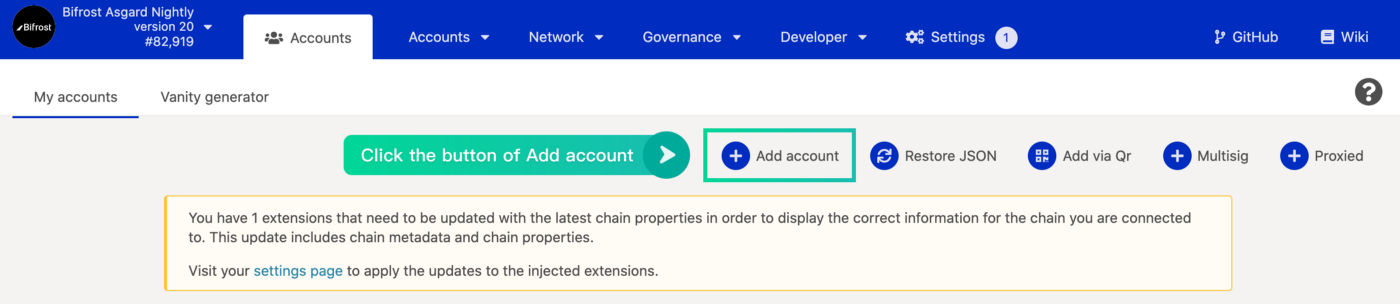 Bifrost
Bifrost Asgard Nightly
version 20
#82,919
Accounts
Accounts
Network
Governance
Developer
Settings
1
GitHub
Wiki
My accounts
Vanity generator
?
Click the button of Add account
Add account
Restore JSON
Add via Qr
Multisig
Proxied
You have 1 extensions that need to be updated with the latest chain properties in order to display the correct information for the chain you are connected
to. This update includes chain metadata and chain properties.
Visit your settings page to apply the updates to the injected extensions.